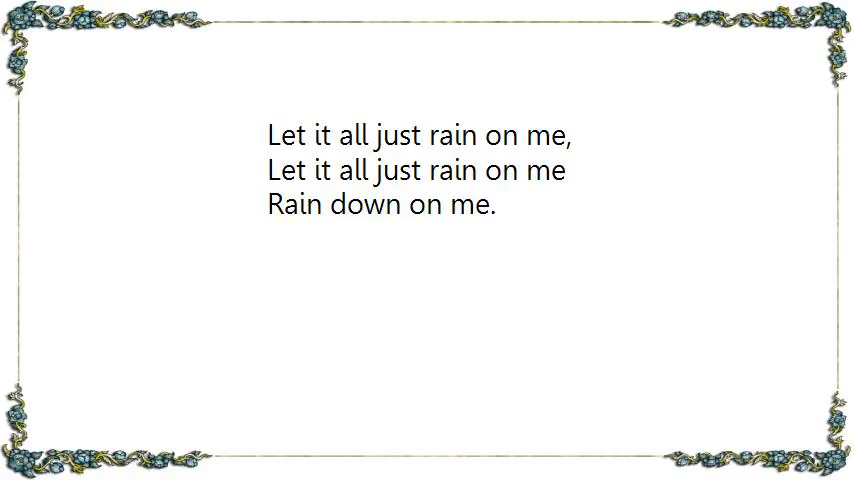 Let it all just rain on me,
Let it all just rain on me
Rain down on me.